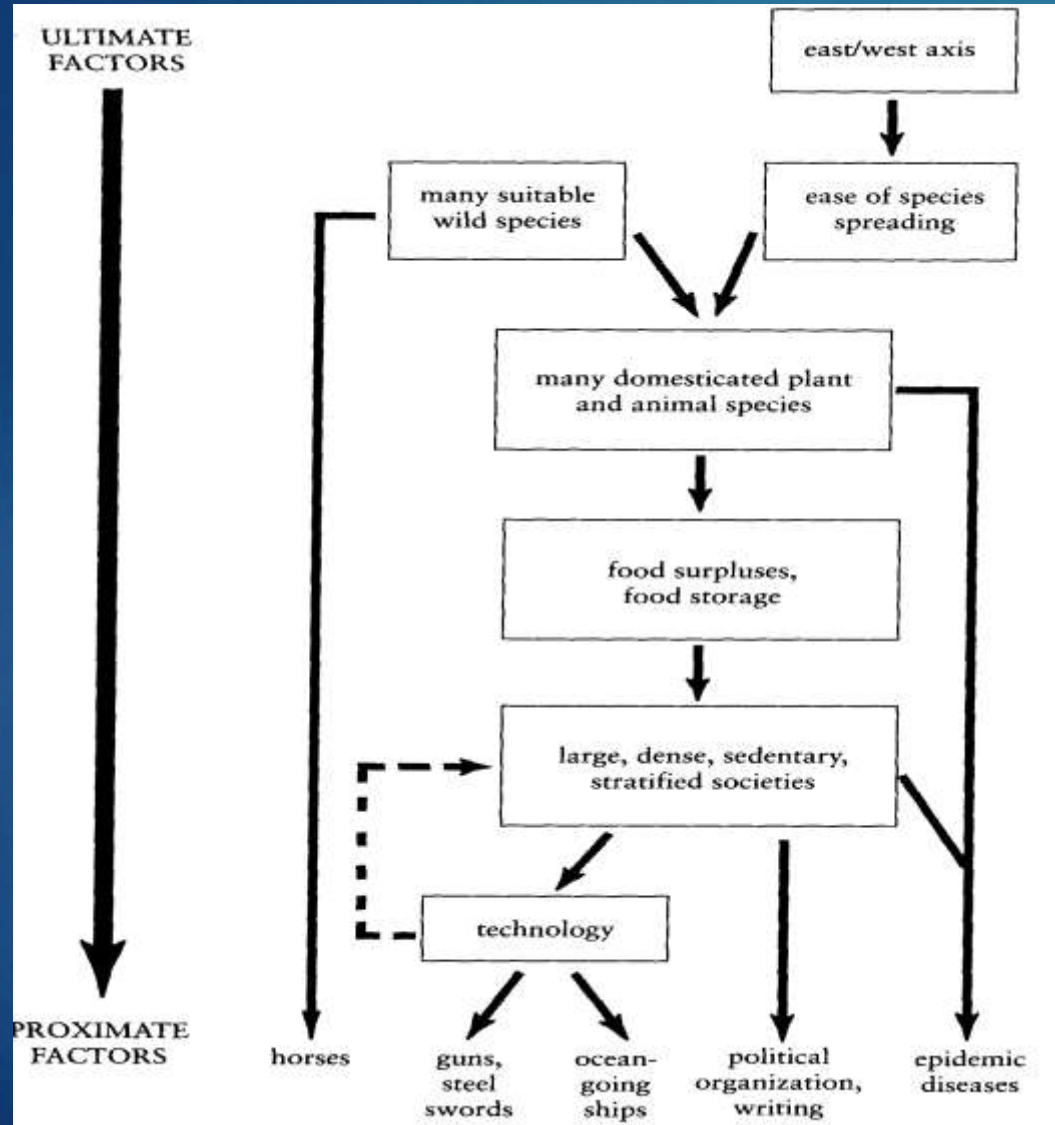 ULTIMATE
FACTORS
east/west axis
many suitable
wild species
ease of species
spreading
many domesticated plant
and animal species
food surpluses,
food storage
large, dense, sedentary,
stratified societies
technology
PROXIMATE
FACTORS
horses
guns,
steel
swords
ocean-
going
ships
political
organization,
writing
epidemic
diseases